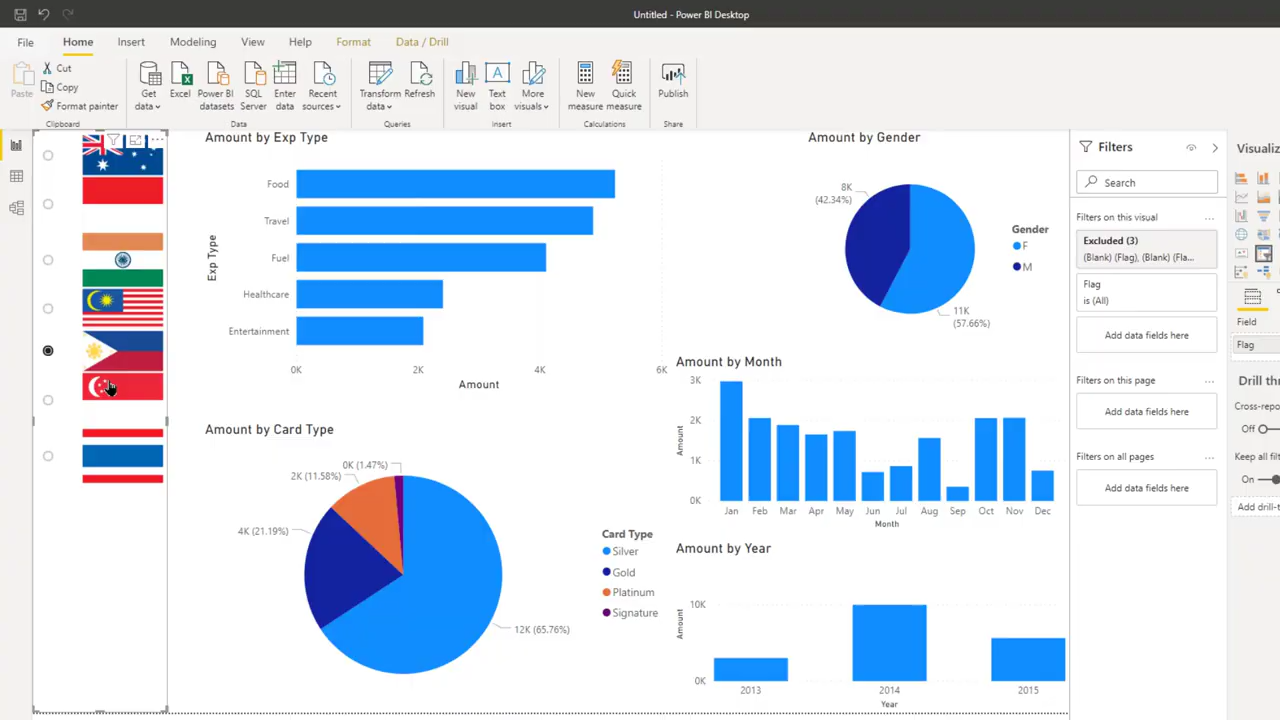 Untitled - Power BI Desktop
File Home Insert Modeling View Help Format Data / Drill
Paste
Cut
Copy
Format painter
Clipboard
Get data
Excel
Power BI datasets
SQL Server
Enter data
Recent sources
Data
Transform data
Refresh
Queries
New visual
Text box
More visuals
Insert
New measure
Quick measure
Calculations
Publish
Share
Amount by Exp Type
Exp Type
Food
Travel
Fuel
Healthcare
Entertainment
0K 2K 4K 6K
Amount
Amount by Gender
8K
(42.34%)
11K
(57.66%)
Gender
F
M
Amount by Month
Amount
3K
2K
1K
0K
Jan Feb Mar Apr May Jun Jul Aug Sep Oct Nov Dec
Month
Amount by Card Type
0K (1.47%)
2K (11.58%)
4K (21.19%)
12K (65.76%)
Card Type
Silver
Gold
Platinum
Signature
Amount by Year
Amount
10K
0K
2013 2014 2015
Year
Filters
Search
Filters on this visual
...
Excluded (3)
(Blank) (Flag), (Blank) (Fla...
Flag
is (All)
Add data fields here
Filters on this page
...
Add data fields here
Filters on all pages
...
Add data fields here
Visualiz
Field
Flag
Drill thr
Cross-repo
Off
Keep all filt
On
Add drill-t